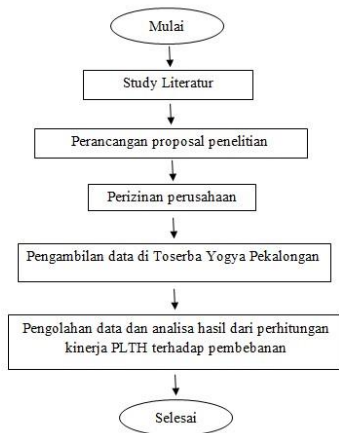 Mulai
Study Literatur
Perancangan proposal penelitian
Perizinan perusahaan
Pengambilan data di Toserba Yogya Pekalongan
Pengolahan data dan analisa hasil dari perhitungan
kinerja PLTH terhadap pembebanan
Selesai